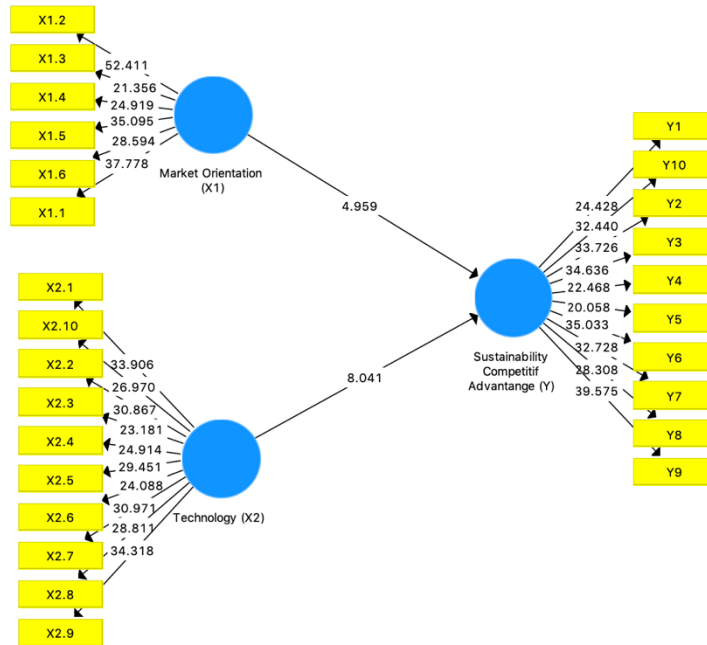 X1.2
X1.3
X1.4
X1.5
X1.6
X1.1
52.411
21.356
24.919
35.095
28.594
37.778
Market Orientation
(X1)
4.959
X2.1
X2.10
X2.2
X2.3
X2.4
X2.5
X2.6
X2.7
X2.8
X2.9
33.906
26.970
30.867
23.181
24.914
29.451
24.088
30.971
28.811
34.318
Technology (X2)
8.041
Sustainability
Competitif
Advantange (Y)
24.428
32.440
33.726
34.636
22.468
20.058
35.033
32.728
28.308
39.575
Y1
Y10
Y2
Y3
Y4
Y5
Y6
Y7
Y8
Y9